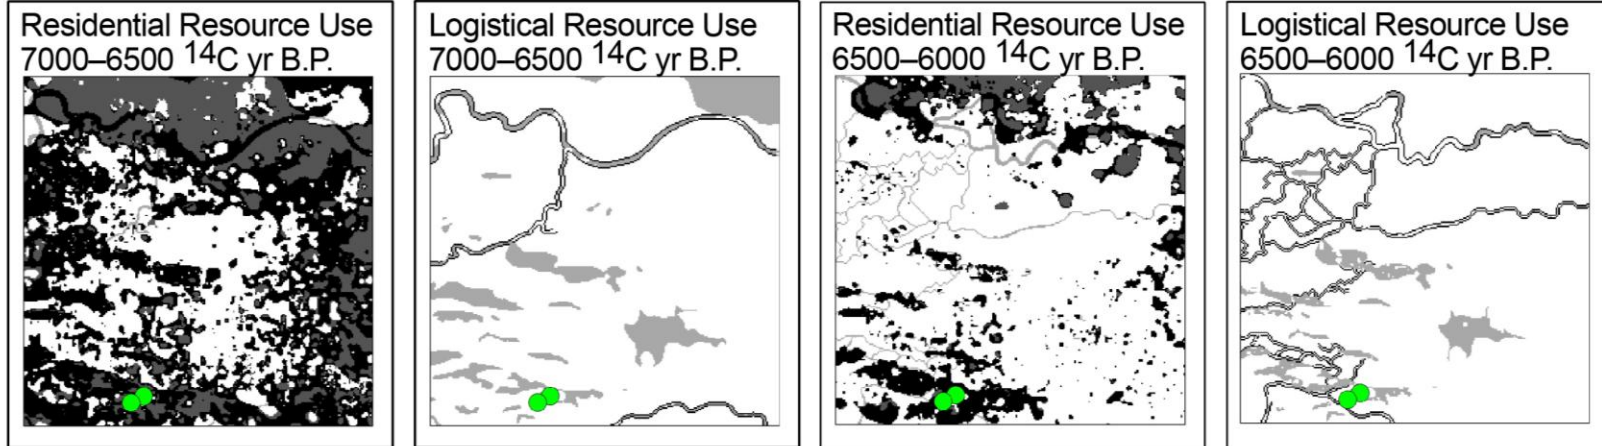 Residential Resource Use
7000–6500 ¹⁴C yr B.P.
Logistical Resource Use
7000–6500 ¹⁴C yr B.P.
Residential Resource Use
6500–6000 ¹⁴C yr B.P.
Logistical Resource Use
6500–6000 ¹⁴C yr B.P.